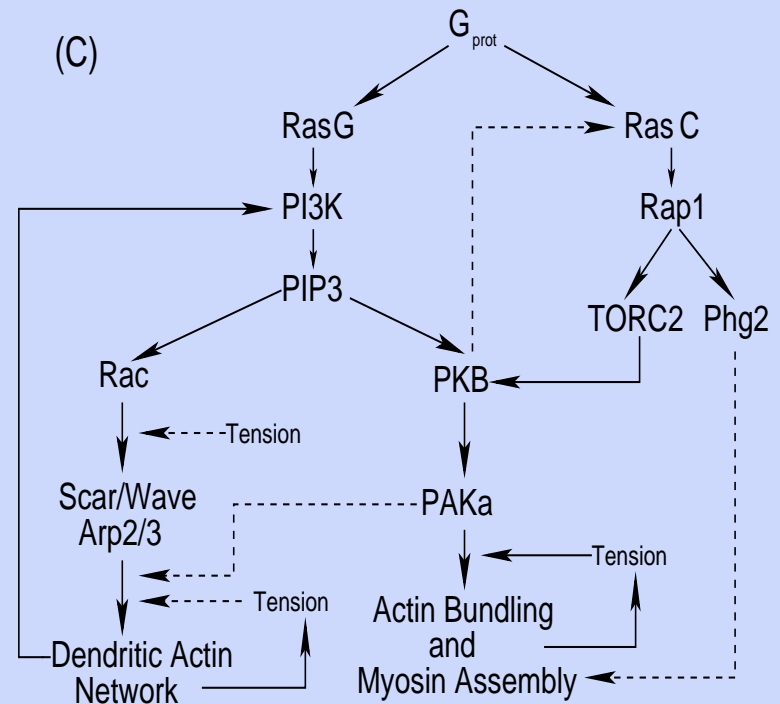 (C)
G prot
RasG
Ras C
PI3K
Rap1
PIP3
TORC2
Phg2
Rac
PKB
Tension
Scar/Wave
Arp2/3
PAKa
Tension
Tension
Actin Bundling
and
Myosin Assembly
Dendritic Actin
Network